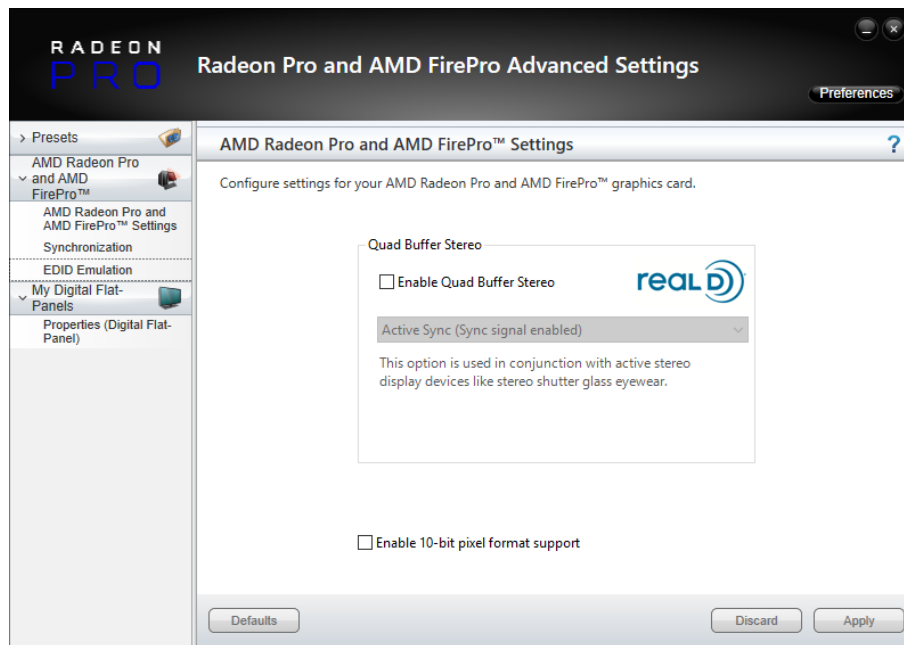 RADEON
PRO
Radeon Pro and AMD FirePro Advanced Settings
Preferences
Presets
AMD Radeon Pro
and AMD
FirePro™
AMD Radeon Pro and
AMD FirePro™ Settings
Synchronization
EDID Emulation
My Digital Flat-
Panels
Properties (Digital Flat-
Panel)
AMD Radeon Pro and AMD FirePro™ Settings
?
Configure settings for your AMD Radeon Pro and AMD FirePro™ graphics card.
Quad Buffer Stereo
Enable Quad Buffer Stereo
REAL D
Active Sync (Sync signal enabled)
This option is used in conjunction with active stereo
display devices like stereo shutter glass eyewear.
Enable 10-bit pixel format support
Defaults
Discard
Apply